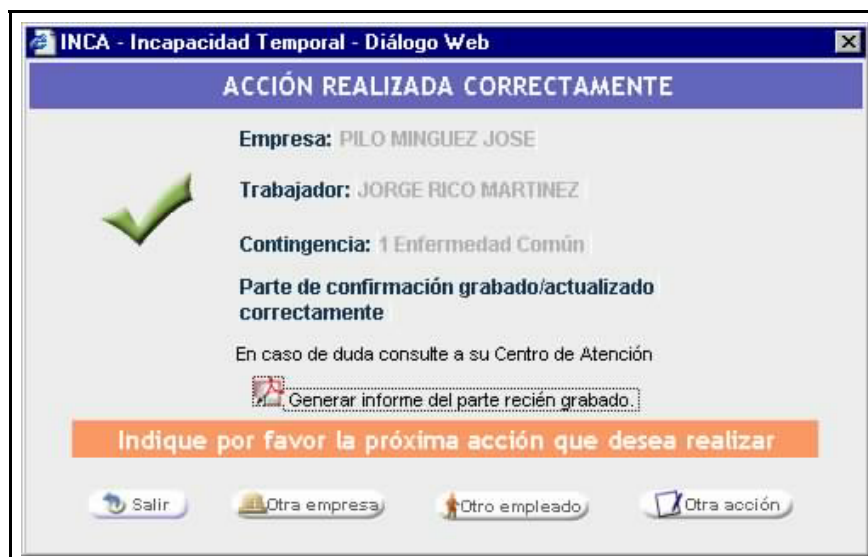 INCA - Incapacidad Temporal - Diálogo Web
ACCIÓN REALIZADA CORRECTAMENTE
Empresa: PILO MINGUEZ JOSE
Trabajador: JORGE RICO MARTINEZ
Contingencia: 1 Enfermedad Común
Parte de confirmación grabado/actualizado
correctamente
En caso de duda consulte a su Centro de Atención
Generar informe del parte recién grabado.
Indique por favor la próxima acción que desea realizar
Salir Otra empresa Otro empleado Otra acción